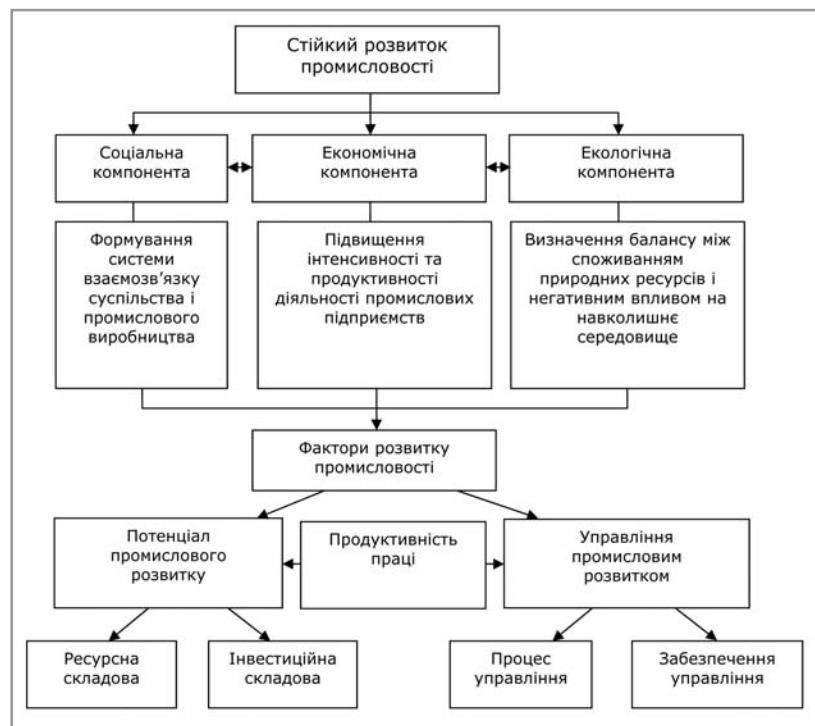 Стійкий розвиток
промисловості
Соціальна
компонента
Економічна
компонента
Екологічна
компонента
Формування
системи
взаємозв’язку
суспільства і
промислового
виробництва
Підвищення
інтенсивності та
продуктивності
діяльності промислових
підприємств
Визначення балансу між
споживанням
природних ресурсів і
негативним впливом на
навколишнє
середовище
Фактори розвитку
промисловості
Потенціал
промислового
розвитку
Продуктивність
праці
Управління
промисловим
розвитком
Ресурсна
складова
Інвестиційна
складова
Процес
управління
Забезпечення
управління